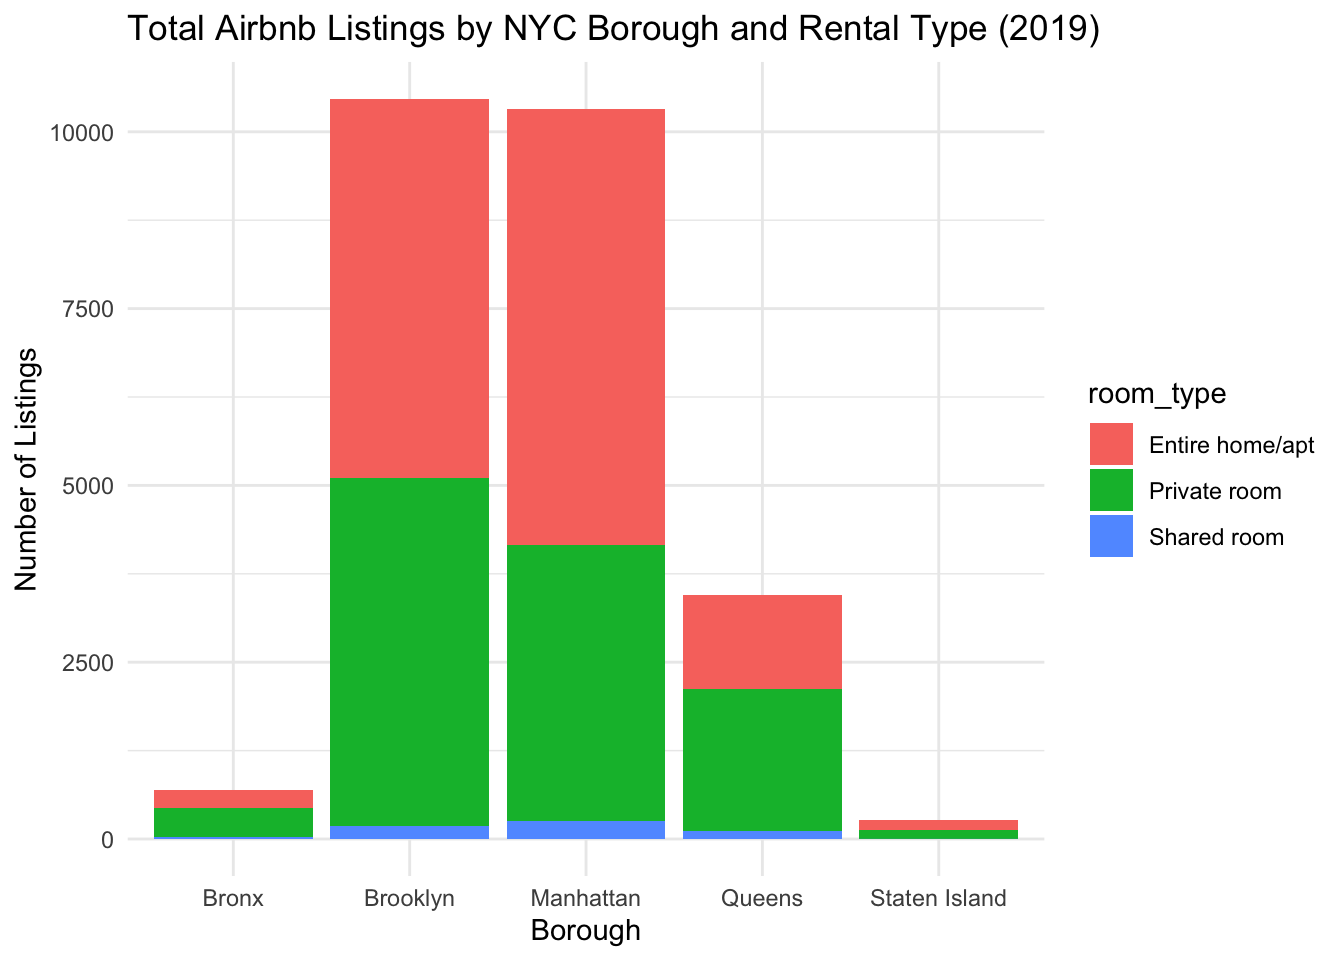 Total Airbnb Listings by NYC Borough and Rental Type (2019)
Number of Listings
10000
7500
5000
2500
0
Bronx
Brooklyn
Manhattan
Queens
Staten Island
Borough
room_type
Entire home/apt
Private room
Shared room